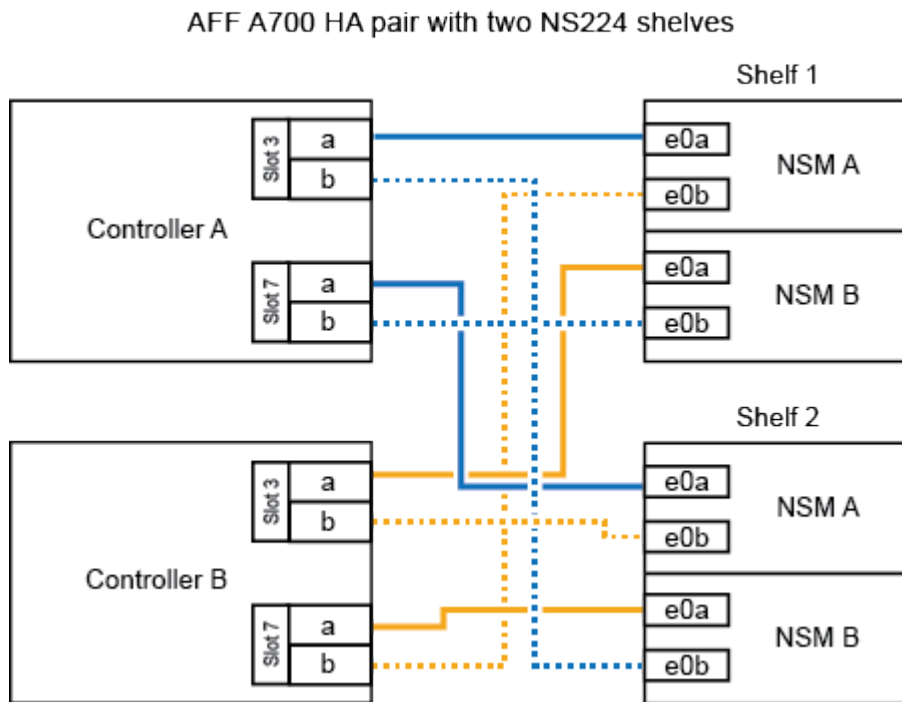 AFF A700 HA pair with two NS224 shelves
Controller A
Slot 3
a
b
Slot 7
a
b
Controller B
Slot 3
a
b
Slot 7
a
b
Shelf 1
e0a
e0b
NSM A
e0a
e0b
NSM B
Shelf 2
e0a
e0b
NSM A
e0a
e0b
NSM B